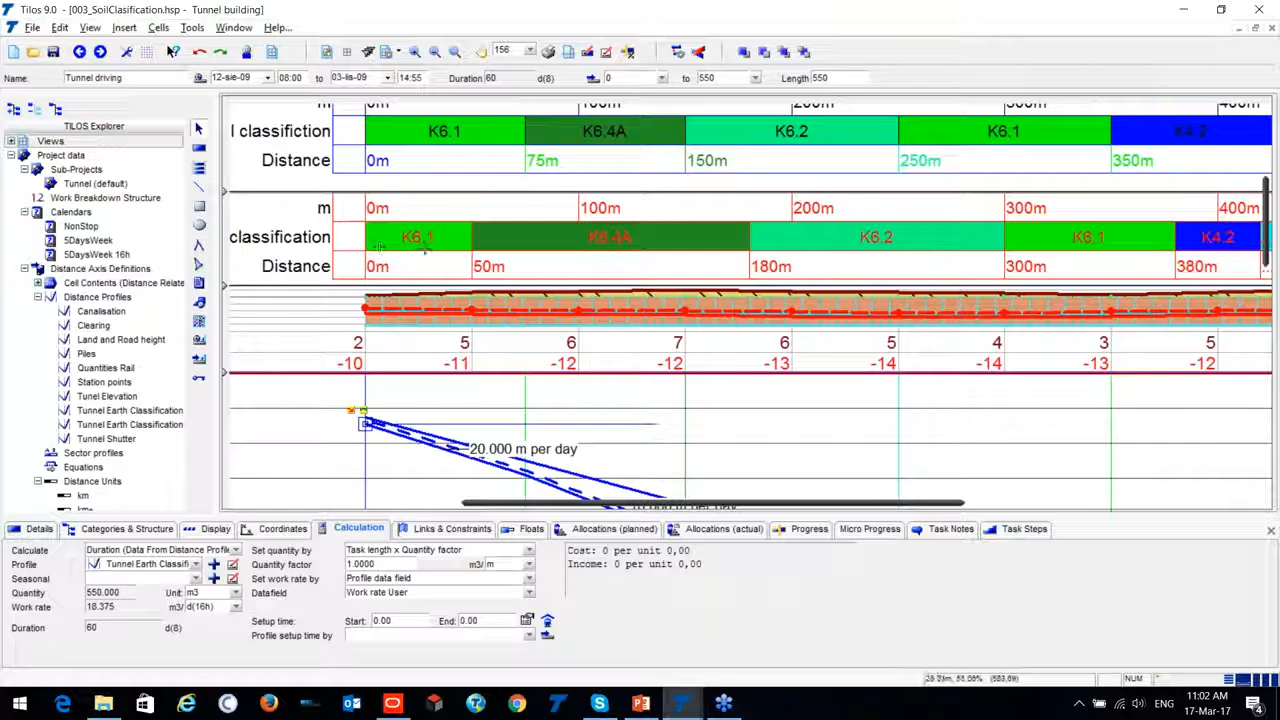 Tilos 9.0 - [003_SoilClasification.hsp - Tunnel building]
File Edit View Insert Cells Tools Window Help...
156
Name: Tunnel driving 12-sie-09 08:00 to 03-lis-09 14:55 Duration 60 d(8) 0 to 550 Length 550
TILOS Explorer
Views
Project data
Sub-Projects
Tunnel (default)
1.2. Work Breakdown Structure
Calendars
NonStop
5DaysWeek
5DaysWeek 16h
Distance Axis Definitions
Cell Contents (Distance Relate
Distance Profiles
Canalisation
Clearing
Land and Road height
Piles
Quantities Rail
Station points
Tunel Elevation
Tunnel Earth Classification
Tunnel Earth Classification
Tunnel Shutter
Sector profiles
Equations
Distance Units
km
m 0m 100m 200m 300m 400m
l classifiction K6.1 K6.4A K6.2 K6.1 K4.2
Distance 0m 75m 150m 250m 350m
m 0m 100m 200m 300m 400m
classification K6.1 K6.4A K6.2 K6.1 K4.2
Distance 0m 50m 180m 300m 380m
2 5 6 7 6 5 4 3 5
-10 -11 -12 -12 -13 -13 -14 -13 -12
20.000 m per day
Details Categories & Structure Display Coordinates Calculation Links & Constraints Floats Allocations (planned) Allocations (actual) Progress Micro Progress Task Notes Task Steps
Calculate Duration (Data From Distance Profile Set quantity by Task length x Quantity factor
Profile Tunnel Earth Classifi Quantity factor 1.0000 m3/ m
Seasonal Set work rate by Profile data field
Quantity 550.000 Unit: m3 Datafield Work rate User
Work rate 18.375 m3/ d(16h)
Duration 60 d(8)
Setup time: Start: 0.00 End: 0.00
Profile setup time by
Cost: 0 per unit 0,00
Income: 0 per unit 0,00
NUM
ENG
11:02 AM
17-Mar-17